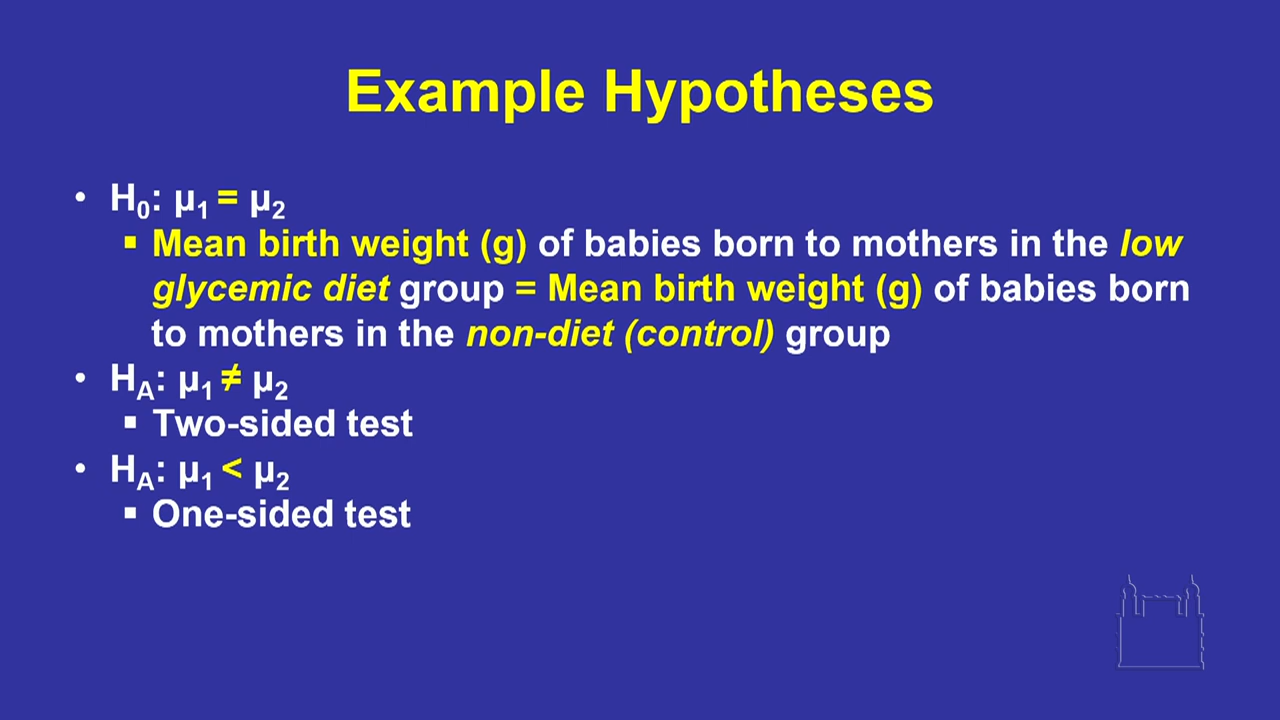 Example Hypotheses
• H₀: µ₁ = µ₂
▪ Mean birth weight (g) of babies born to mothers in the low
glycemic diet group = Mean birth weight (g) of babies born
to mothers in the non-diet (control) group
• H_A: µ₁ ≠ µ₂
▪ Two-sided test
• H_A: µ₁ < µ₂
▪ One-sided test